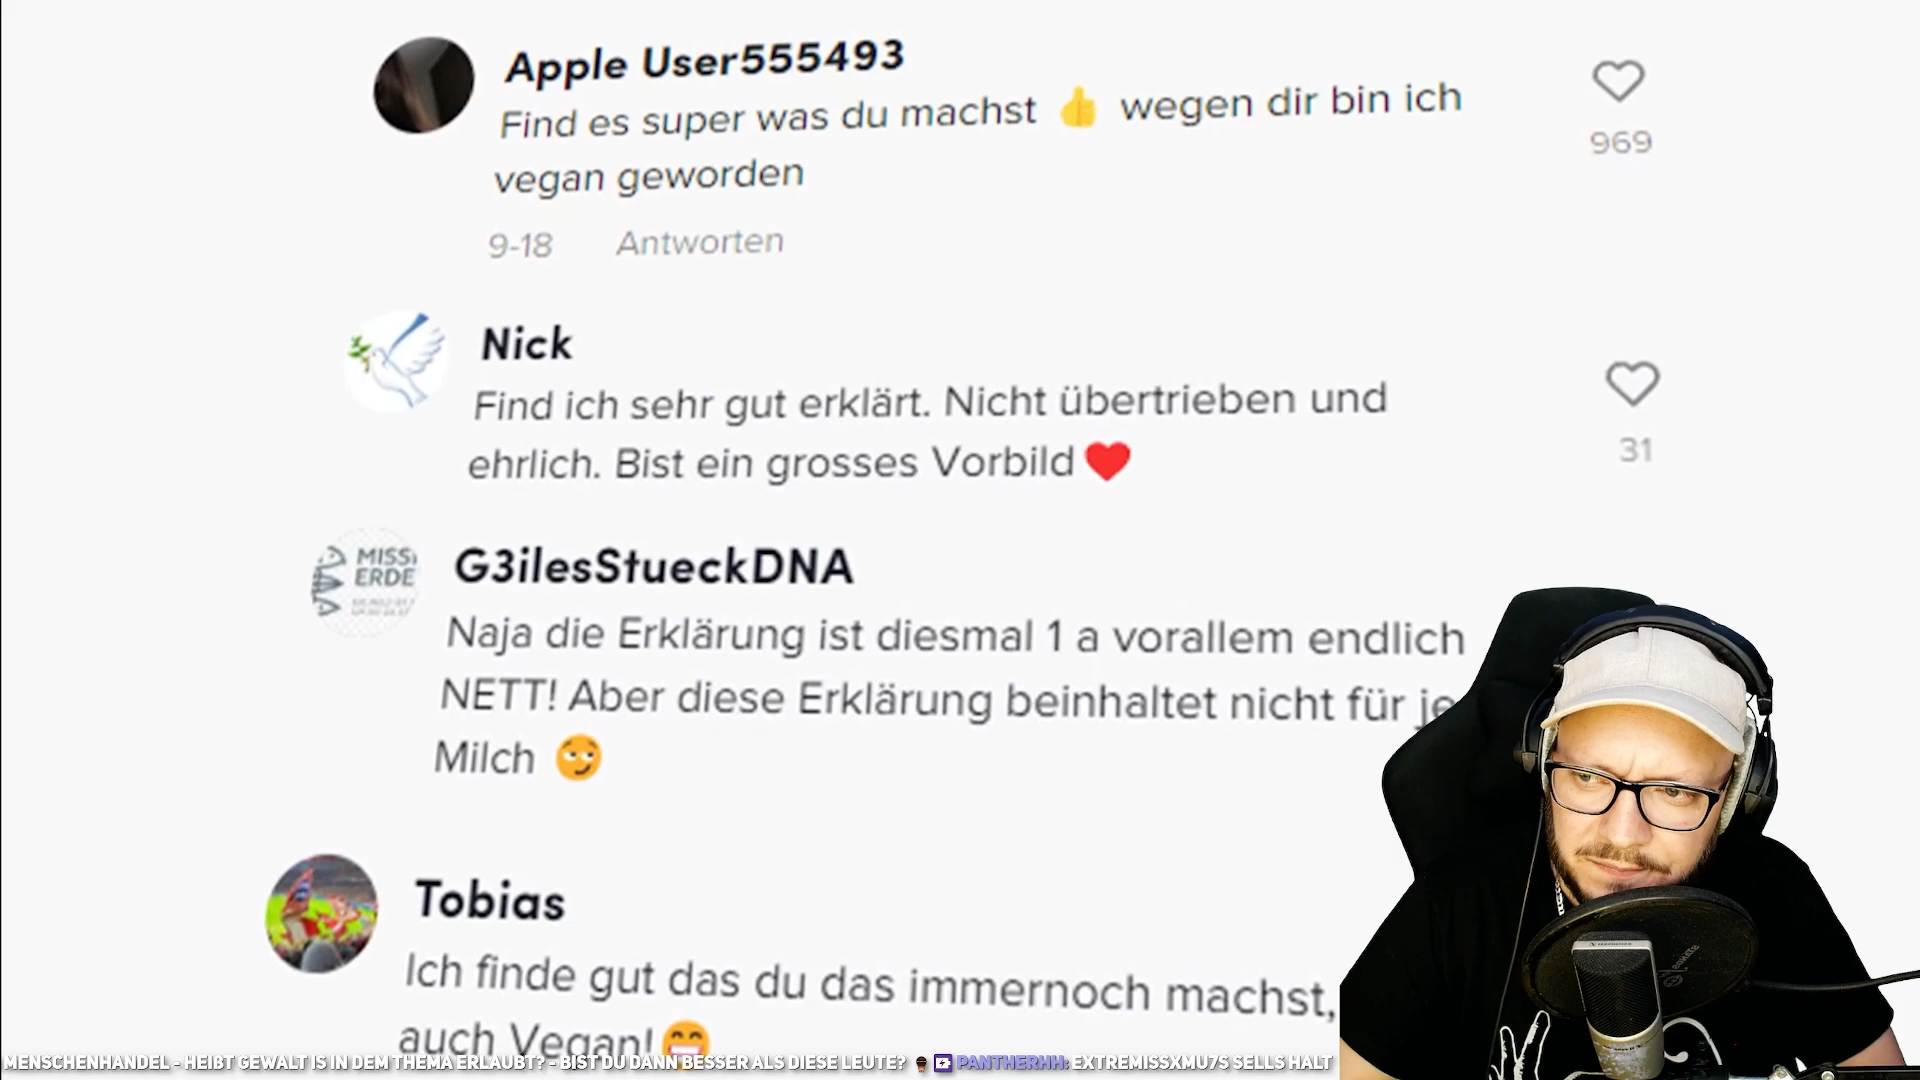 Apple User555493
Find es super was du machst 👍 wegen dir bin ich
vegan geworden
969
9-18 Antworten
Nick
Find ich sehr gut erklärt. Nicht übertrieben und
ehrlich. Bist ein grosses Vorbild ❤️
31
MISSI
ERDE
G3ilesStueckDNA
Naja die Erklärung ist diesmal 1 a vorallem endlich
NETT! Aber diese Erklärung beinhaltet nicht für je
Milch 😏
Tobias
Ich finde gut das du das immernoch machst,
auch Vegan! 😁
MENSCHENHANDEL - HEIßT GEWALT IS IN DEM THEMA ERLAUBT? - BIST DU DANN BESSER ALS DIESE LEUTE? PANTHERHH: EXTREMISSXMU7S SELLS HALT